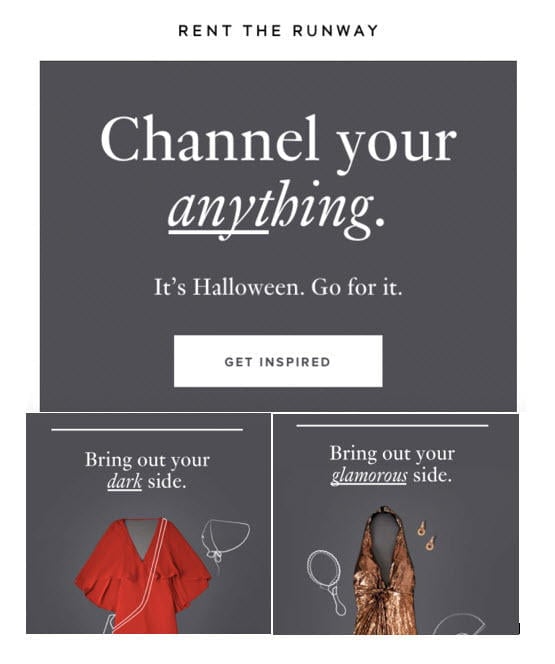 RENT THE RUNWAY
Channel your
anything.
It’s Halloween. Go for it.
GET INSPIRED
Bring out your
dark side.
Bring out your
glamorous side.